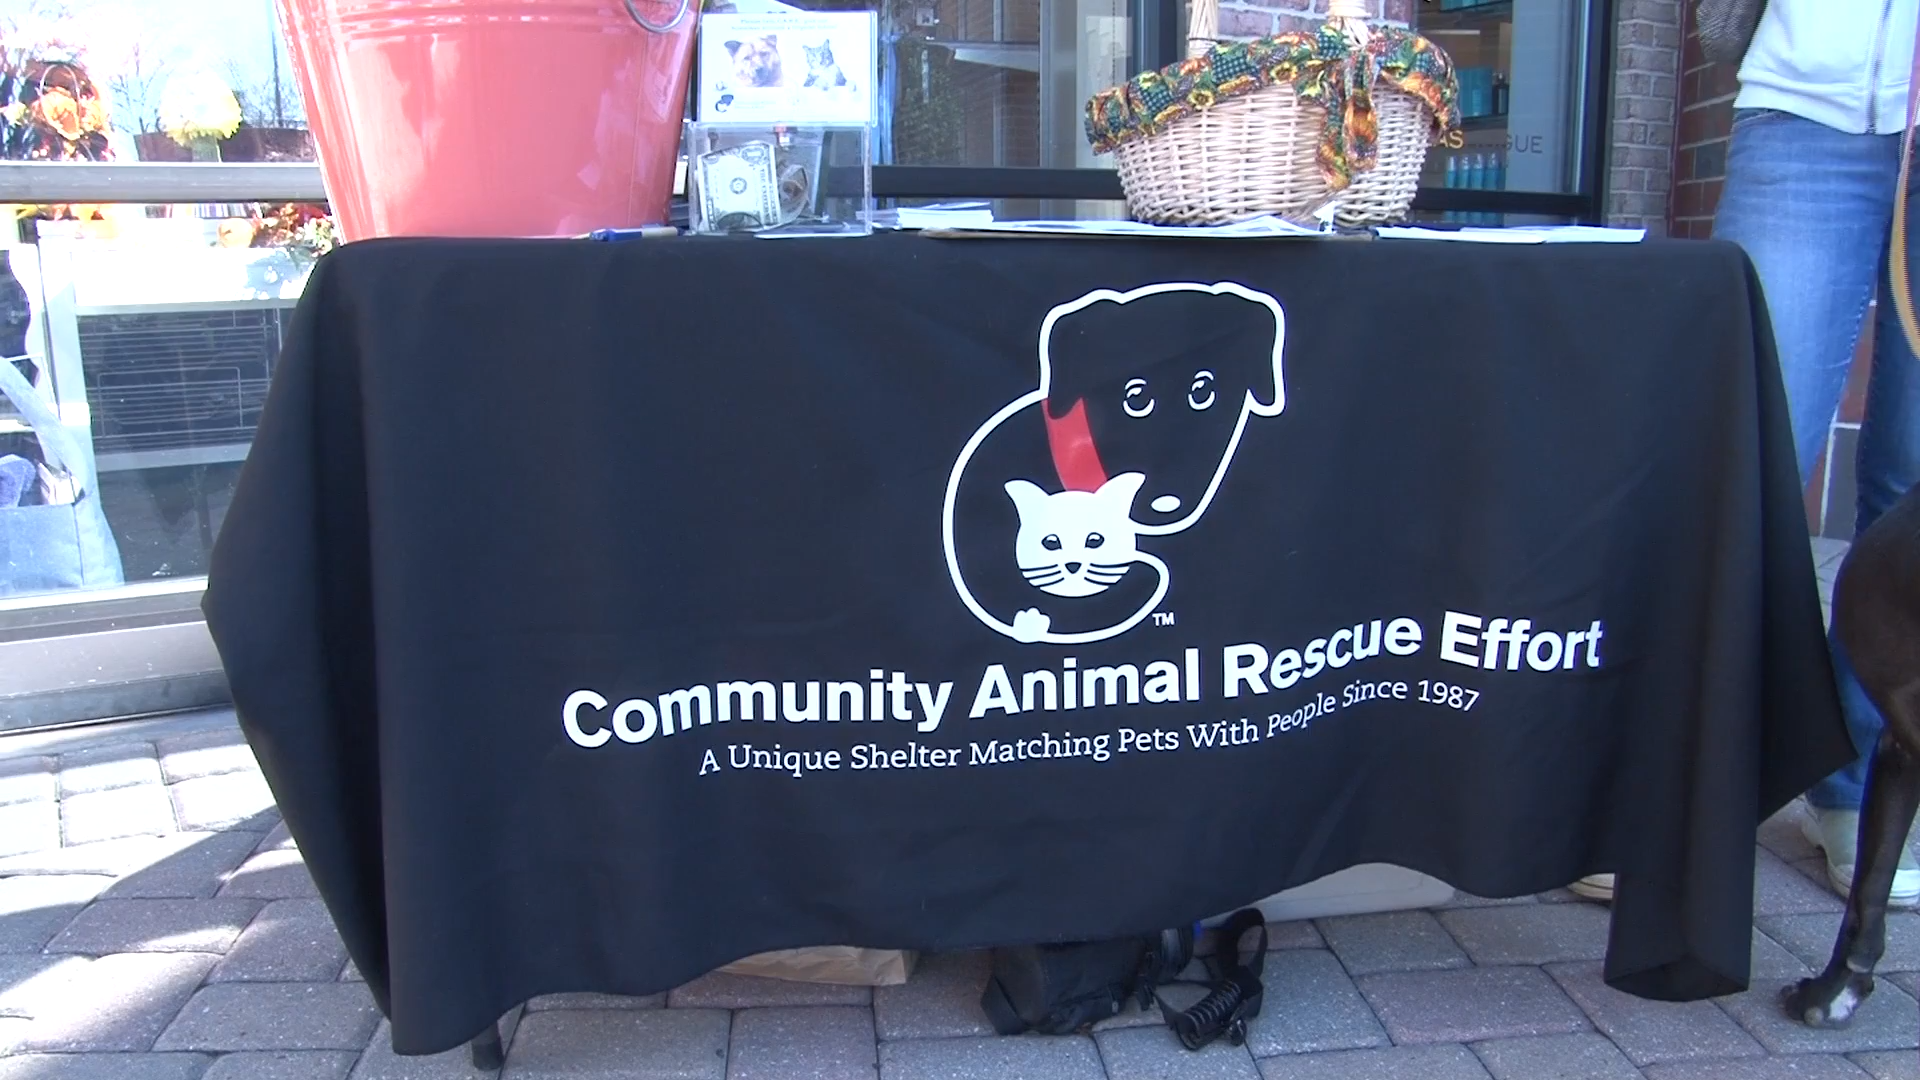 ™
Community Animal Rescue Effort
A Unique Shelter Matching Pets With People Since 1987